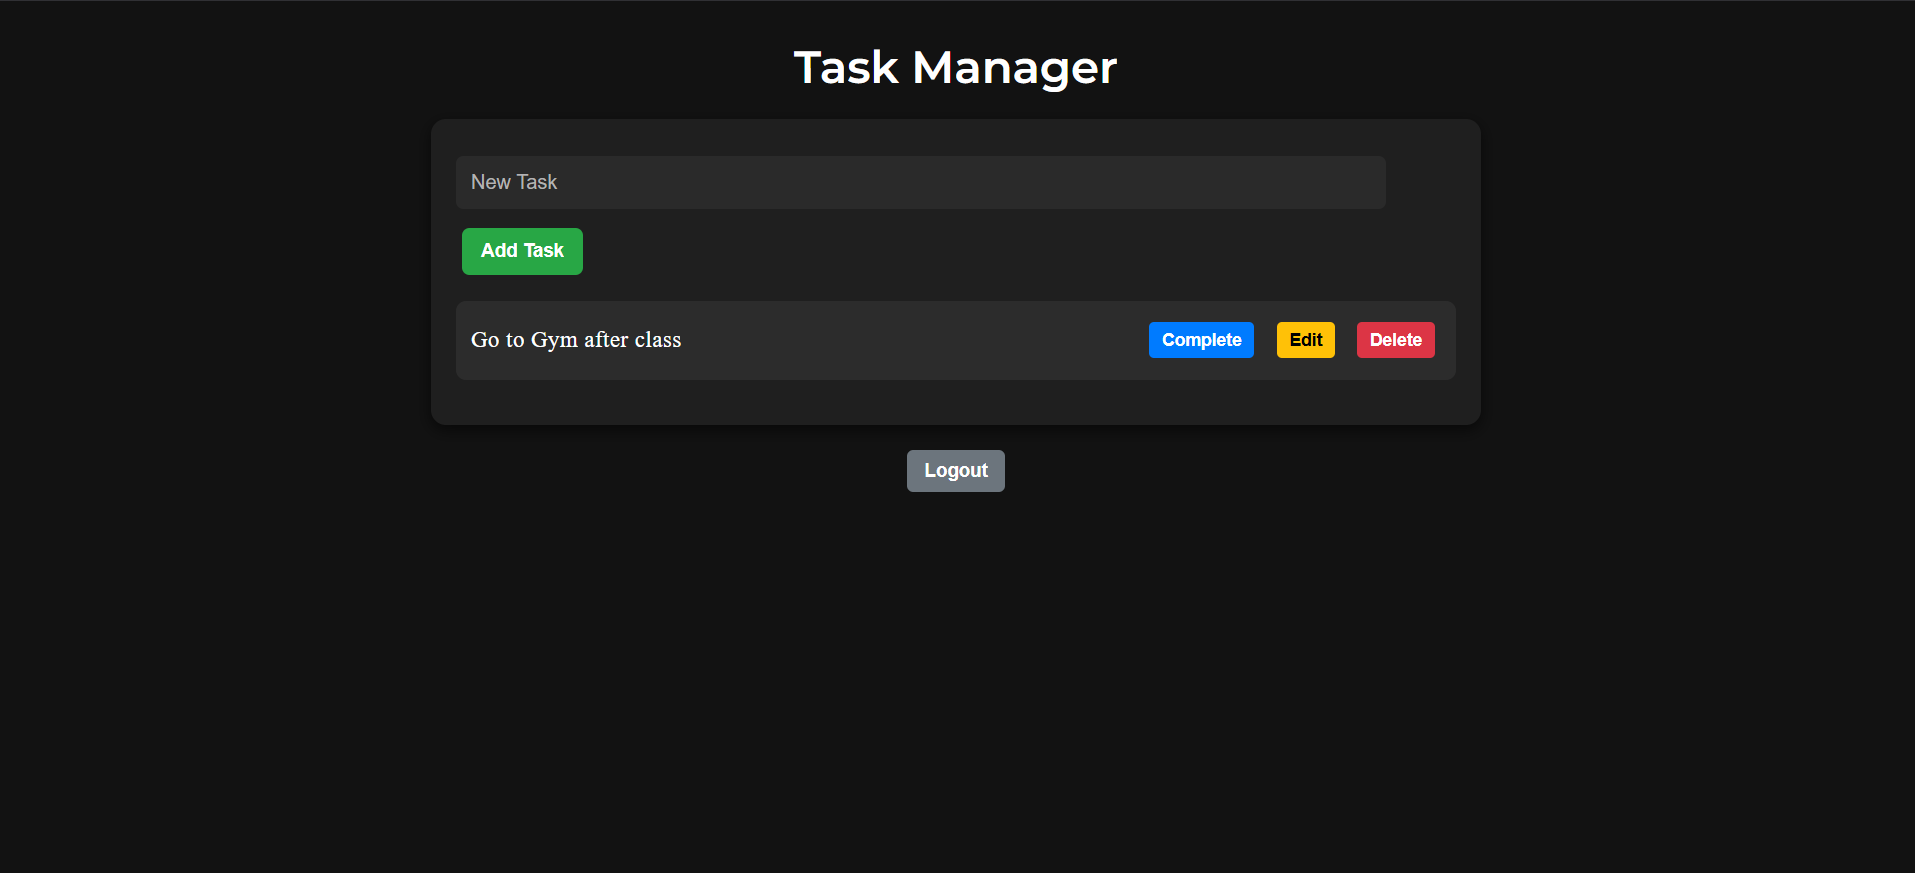 Task Manager
New Task
Add Task
Go to Gym after class Complete Edit Delete
Logout